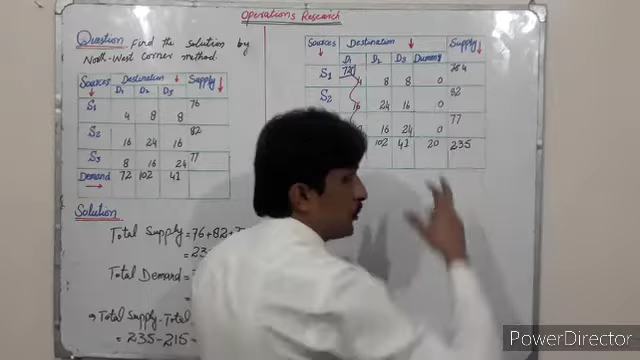 Operations Research
Question: Find the solution by
North-West Corner method.
Sources Destination Supply
D₁ D₂ D₃
S₁ 76
4 8 8
S₂ 82
16 24 16
S₃ 77
8 16 24
Demand 72 102 41
Solution
Total Supply = 76+82+7
= 23
Total Demand =
=
⇒ Total Supply - Total
= 235 - 215 -
Sources Destination Supply
D₁ D₂ D₃ Dummy
S₁ 72
8 8 0
S₂ 82
16 24 16 0
77
16 24 0
102 41 20 235
PowerDirector